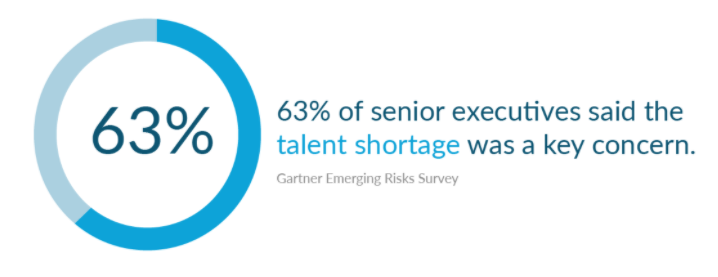 63%
63% of senior executives said the
talent shortage was a key concern.
Gartner Emerging Risks Survey